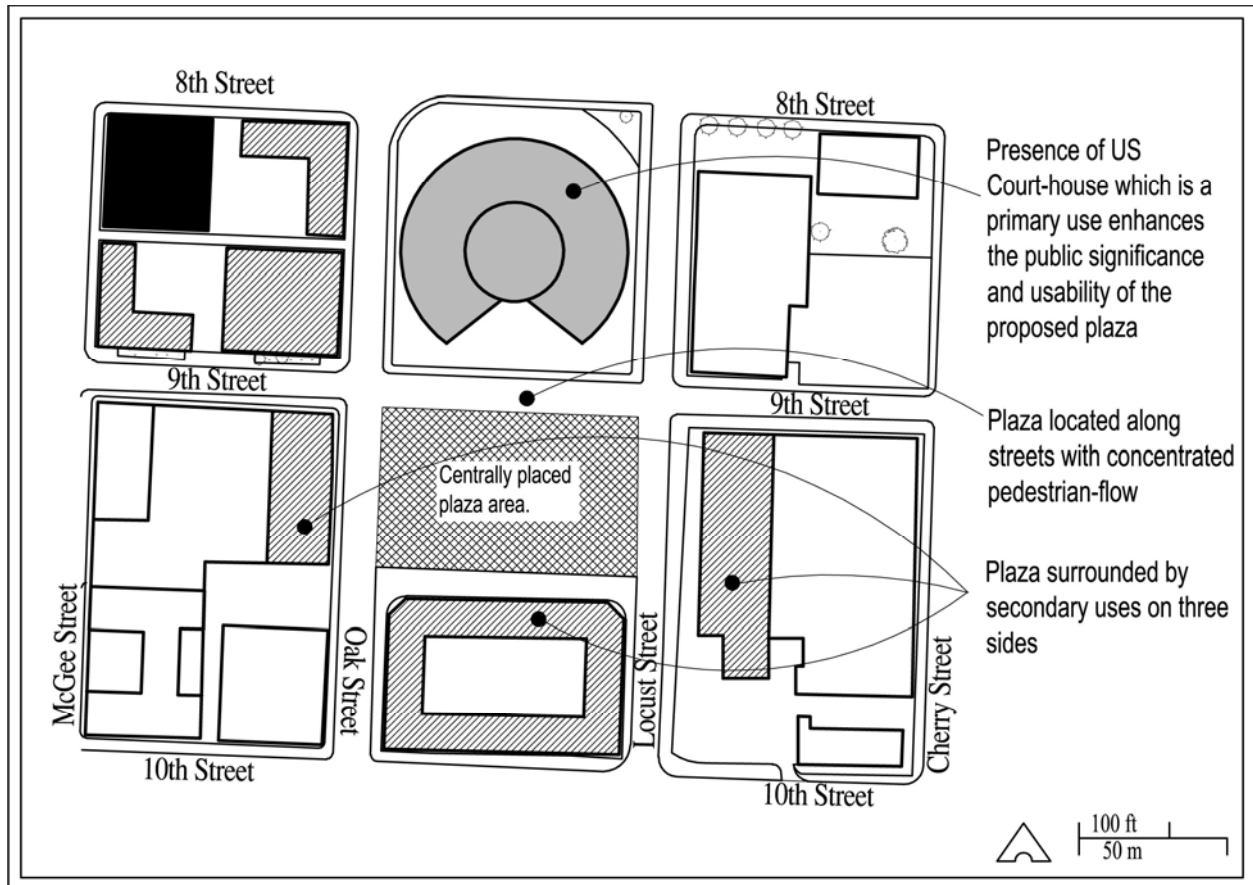 8th Street
8th Street
Presence of US
Court-house which is a
primary use enhances
the public significance
and usability of the
proposed plaza
9th Street
9th Street
Plaza located along
streets with concentrated
pedestrian-flow
Centrally placed
plaza area.
Plaza surrounded by
secondary uses on three
sides
McGee Street
Oak Street
Locust Street
Cherry Street
10th Street
10th Street
100 ft
50 m